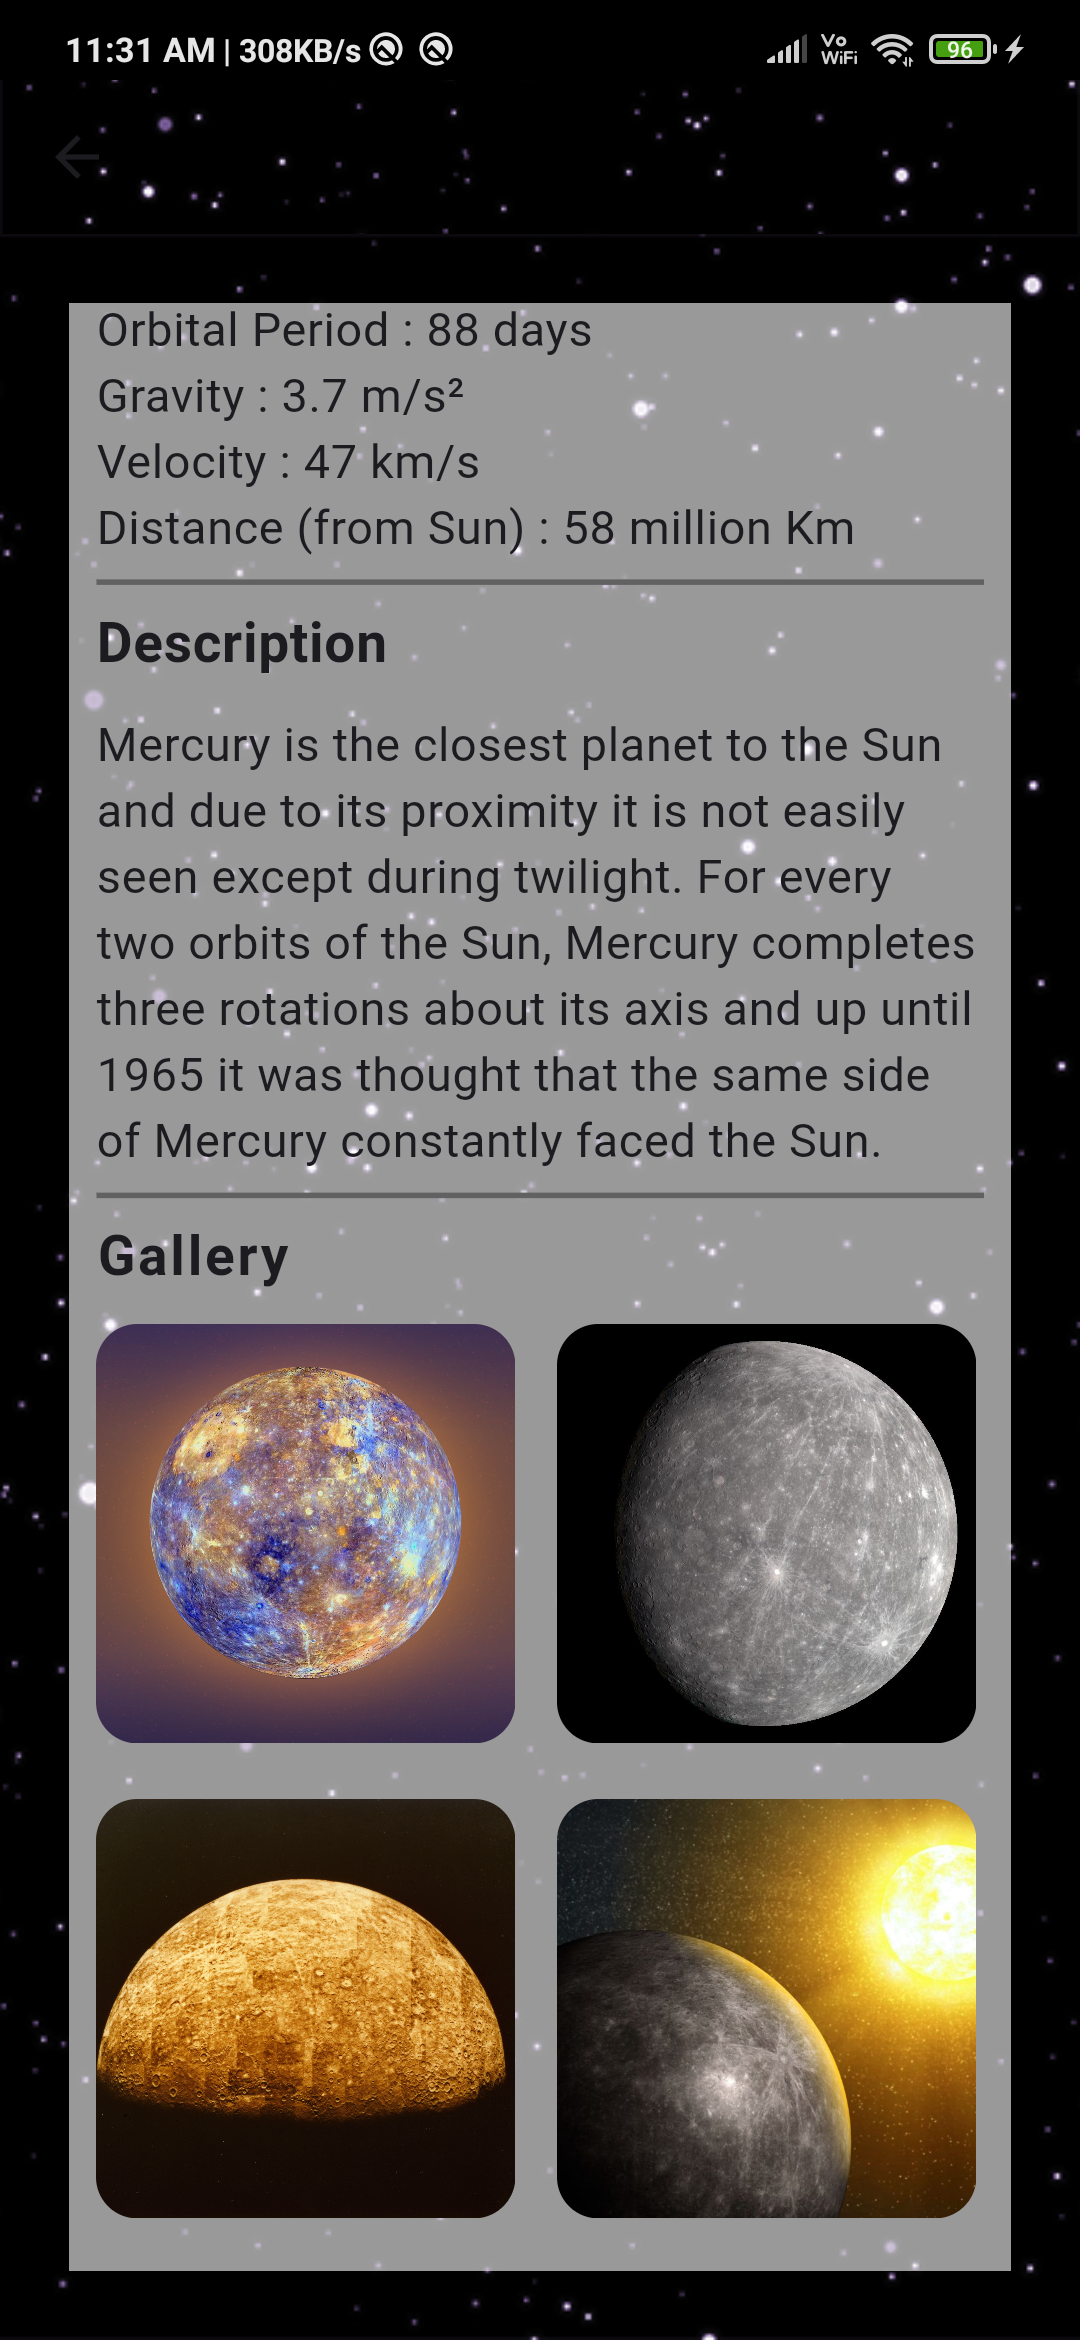 11:31 AM | 308KB/s
Vo
WiFi
96
Orbital Period : 88 days
Gravity : 3.7 m/s²
Velocity : 47 km/s
Distance (from Sun) : 58 million Km
Description
Mercury is the closest planet to the Sun
and due to its proximity it is not easily
seen except during twilight. For every
two orbits of the Sun, Mercury completes
three rotations about its axis and up until
1965 it was thought that the same side
of Mercury constantly faced the Sun.
Gallery